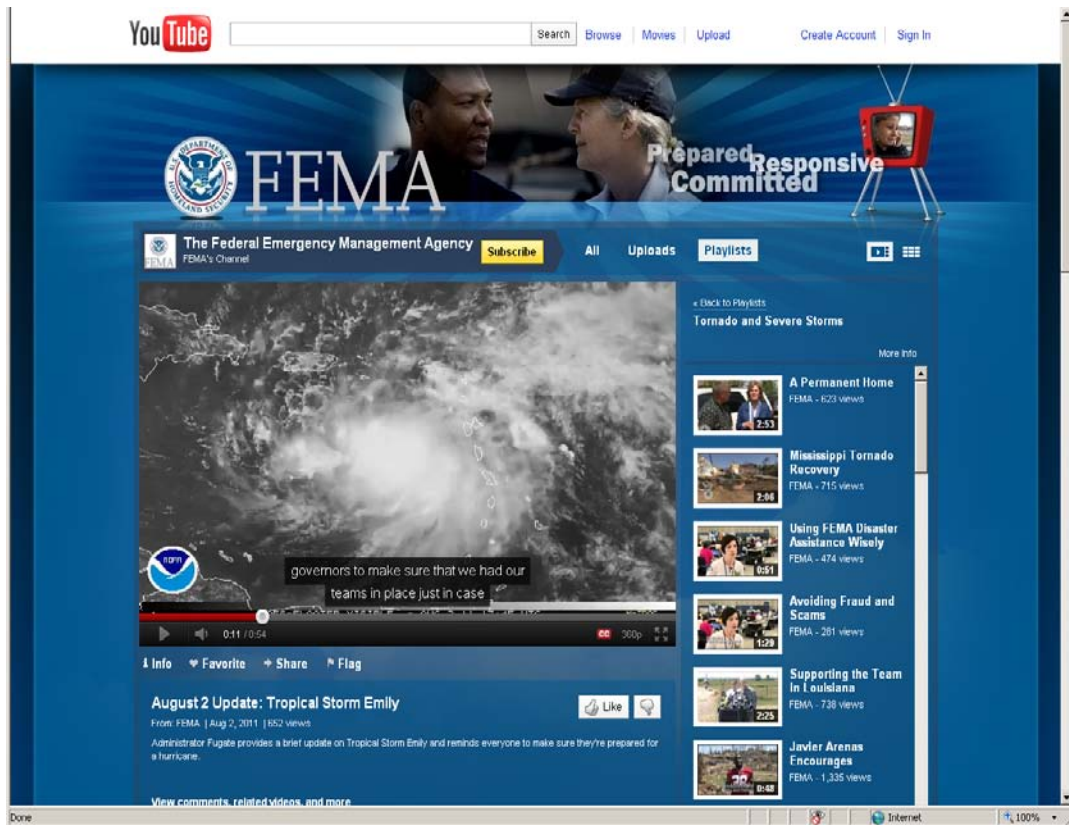 You Tube
Search
Browse
Movies
Upload
Create Account
Sign In
U.S. DEPARTMENT OF HOMELAND SECURITY
FEMA
Prepared Responsive
Committed
FEMA
The Federal Emergency Management Agency
FEMA's Channel
Subscribe
All
Uploads
Playlists
« Back to Playlists
Tornado and Severe Storms
More Info
NOAA
governors to make sure that we had our
teams in place just in case
0:11 / 0:54
CC
360p
A Permanent Home
FEMA - 623 views
2:53
Mississippi Tornado
Recovery
FEMA - 715 views
2:06
Using FEMA Disaster
Assistance Wisely
FEMA - 474 views
0:51
Avoiding Fraud and
Scams
FEMA - 281 views
1:29
Supporting the Team
in Louisiana
FEMA - 738 views
2:25
Javier Arenas
Encourages
FEMA - 1,335 views
0:48
Info
Favorite
Share
Flag
August 2 Update: Tropical Storm Emily
Like
From: FEMA | Aug 2, 2011 | 652 views
Administrator Fugate provides a brief update on Tropical Storm Emily and reminds everyone to make sure they're prepared for
a hurricane.
View comments, related videos, and more
Done
Internet
100%